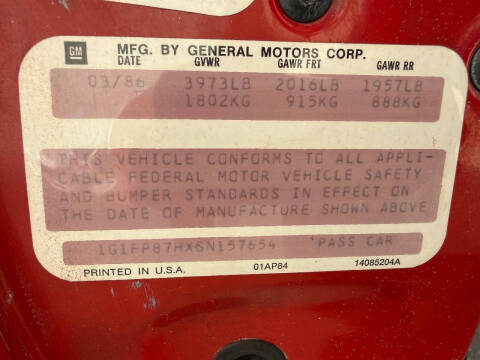 GM MFG. BY GENERAL MOTORS CORP.
DATE GVWR GAWR FRT GAWR RR
03/86 3973LB 2016LB 1957LB
1802KG 915KG 888KG
THIS VEHICLE CONFORMS TO ALL APPLI-
CABLE FEDERAL MOTOR VEHICLE SAFETY
AND BUMPER STANDARDS IN EFFECT ON
THE DATE OF MANUFACTURE SHOWN ABOVE
1G1FP87HXGN157654 PASS CAR
PRINTED IN U.S.A. 01AP84 14085204A